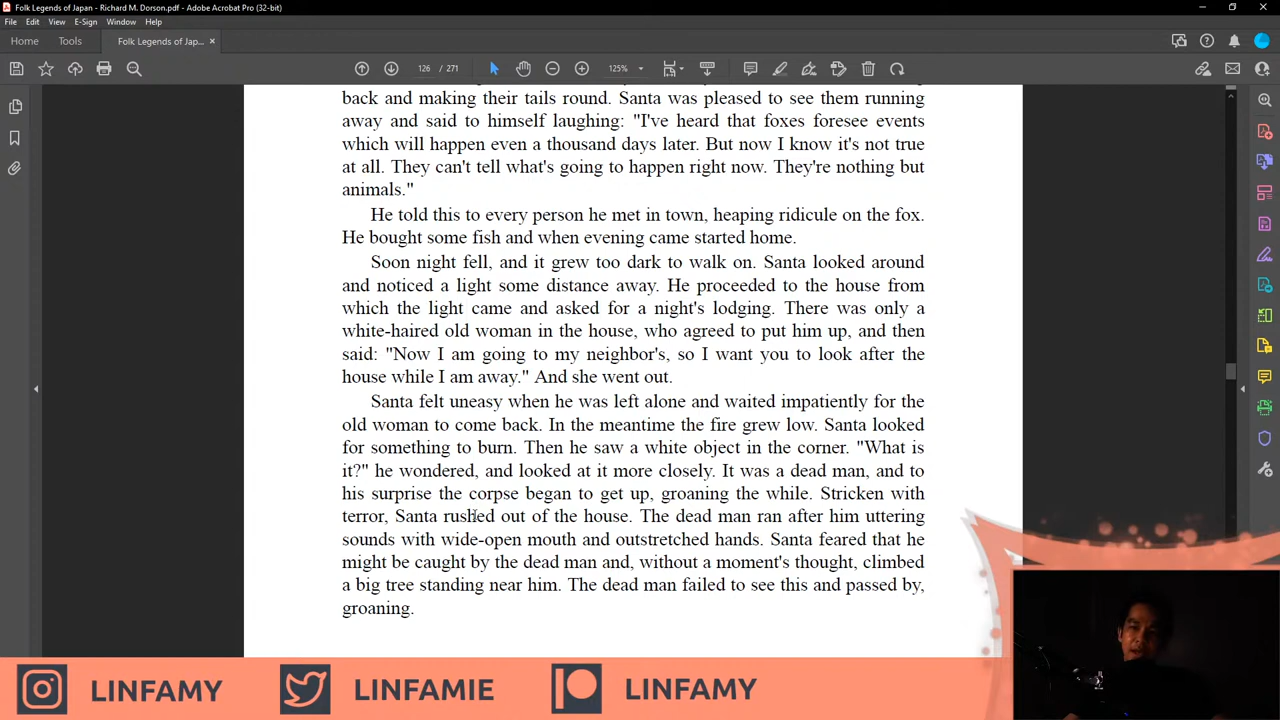 Folk Legends of Japan - Richard M. Dorson.pdf - Adobe Acrobat Pro (32-bit)
File Edit View E-Sign Window Help
Home Tools Folk Legends of Jap... ×
126 / 271 125%
back and making their tails round. Santa was pleased to see them running
away and said to himself laughing: "I've heard that foxes foresee events
which will happen even a thousand days later. But now I know it's not true
at all. They can't tell what's going to happen right now. They're nothing but
animals."
He told this to every person he met in town, heaping ridicule on the fox.
He bought some fish and when evening came started home.
Soon night fell, and it grew too dark to walk on. Santa looked around
and noticed a light some distance away. He proceeded to the house from
which the light came and asked for a night's lodging. There was only a
white-haired old woman in the house, who agreed to put him up, and then
said: "Now I am going to my neighbor's, so I want you to look after the
house while I am away." And she went out.
Santa felt uneasy when he was left alone and waited impatiently for the
old woman to come back. In the meantime the fire grew low. Santa looked
for something to burn. Then he saw a white object in the corner. "What is
it?" he wondered, and looked at it more closely. It was a dead man, and to
his surprise the corpse began to get up, groaning the while. Stricken with
terror, Santa rushed out of the house. The dead man ran after him uttering
sounds with wide-open mouth and outstretched hands. Santa feared that he
might be caught by the dead man and, without a moment's thought, climbed
a big tree standing near him. The dead man failed to see this and passed by,
groaning.
LINFAMY LINFAMIE LINFAMY